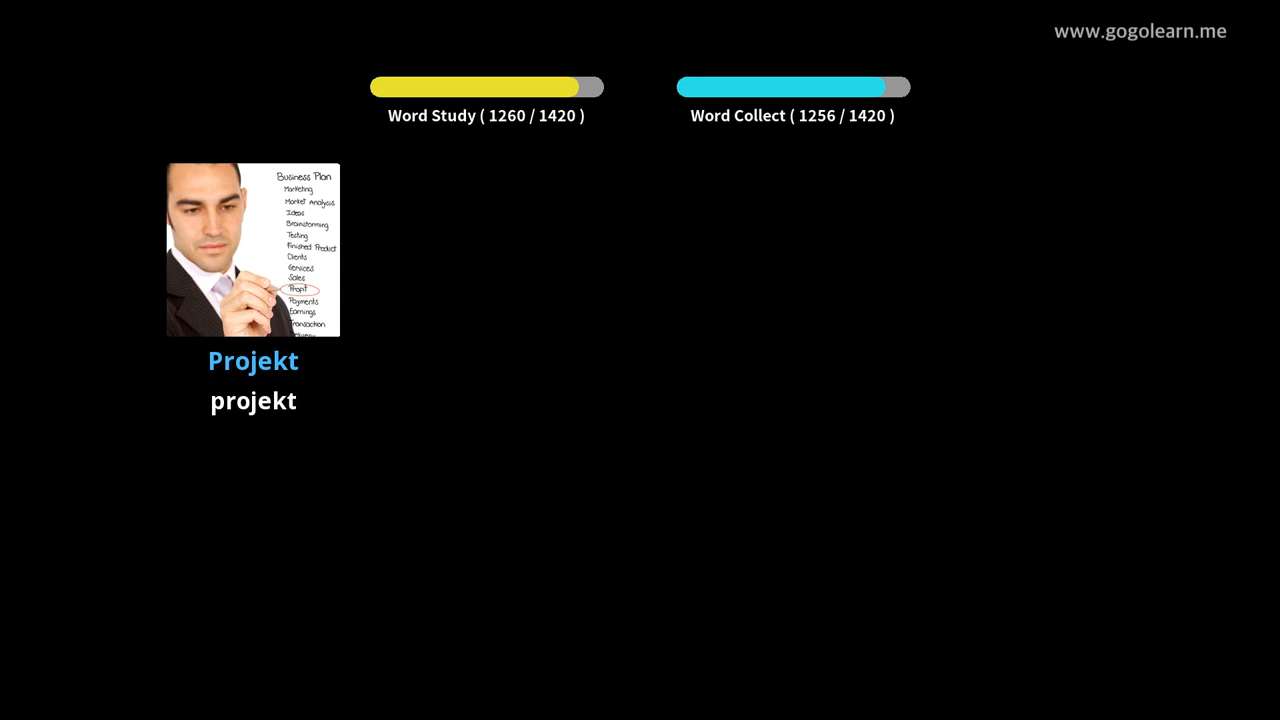 www.gogolearn.me
Word Study ( 1260 / 1420 )
Word Collect ( 1256 / 1420 )
Business Plan
Marketing
Market Analysis
Ideas
Brainstorming
Testing
Finished Product
Clients
Services
Sales
Profit
Payments
Earnings
Transaction
Delivery
Projekt
projekt